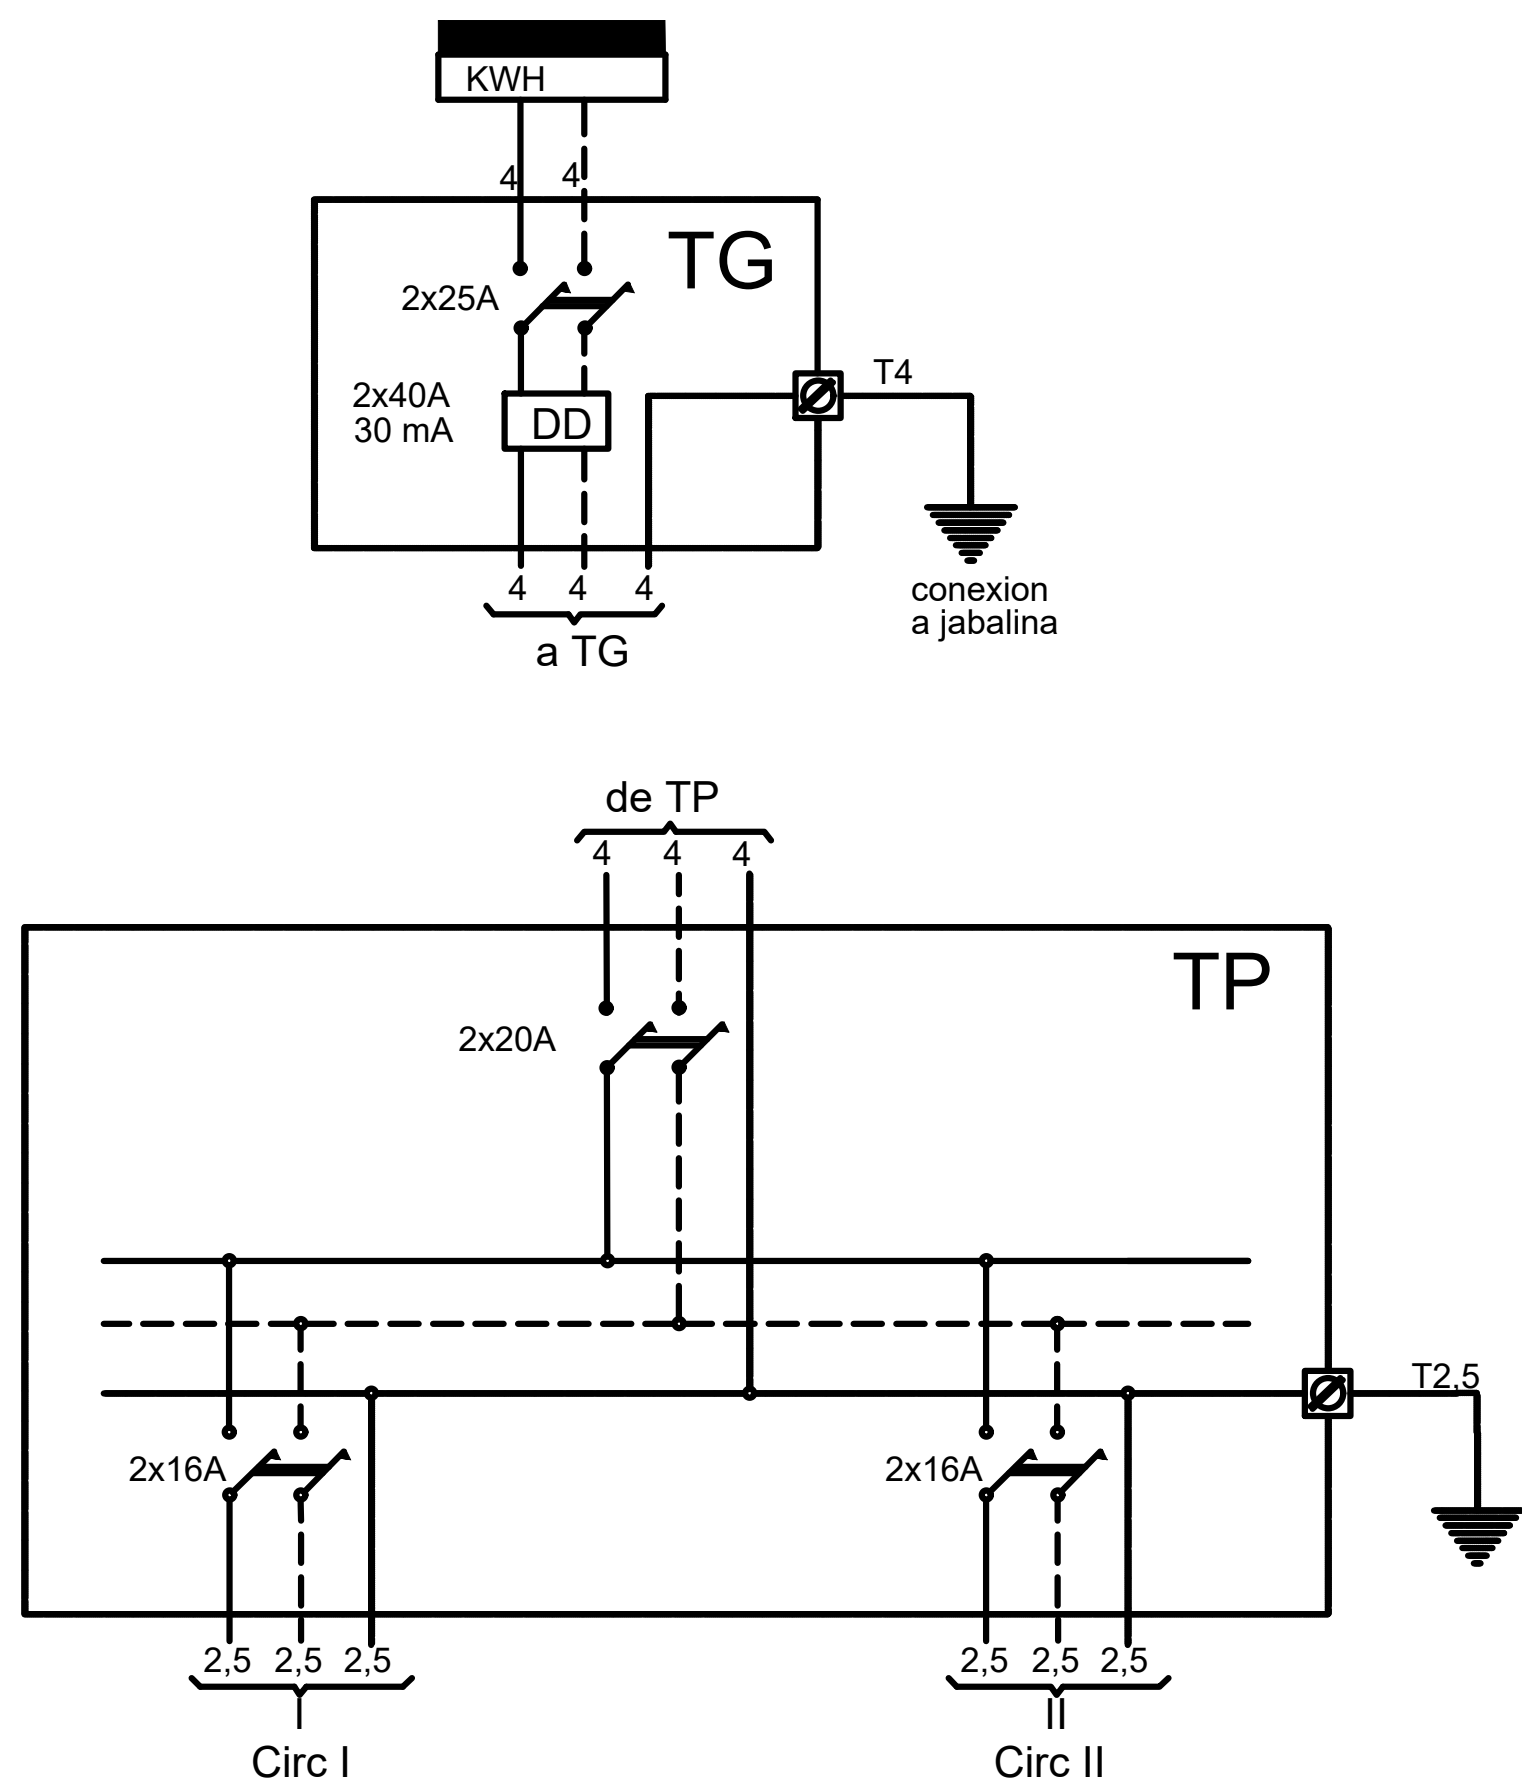 KWH
4 4
TG
2x25A
2x40A
30 mA
DD
T4
4 4 4
a TG
conexion
a jabalina
de TP
4 4 4
TP
2x20A
T2,5
2x16A 2x16A
2,5 2,5 2,5 2,5 2,5 2,5
I II
Circ I Circ II